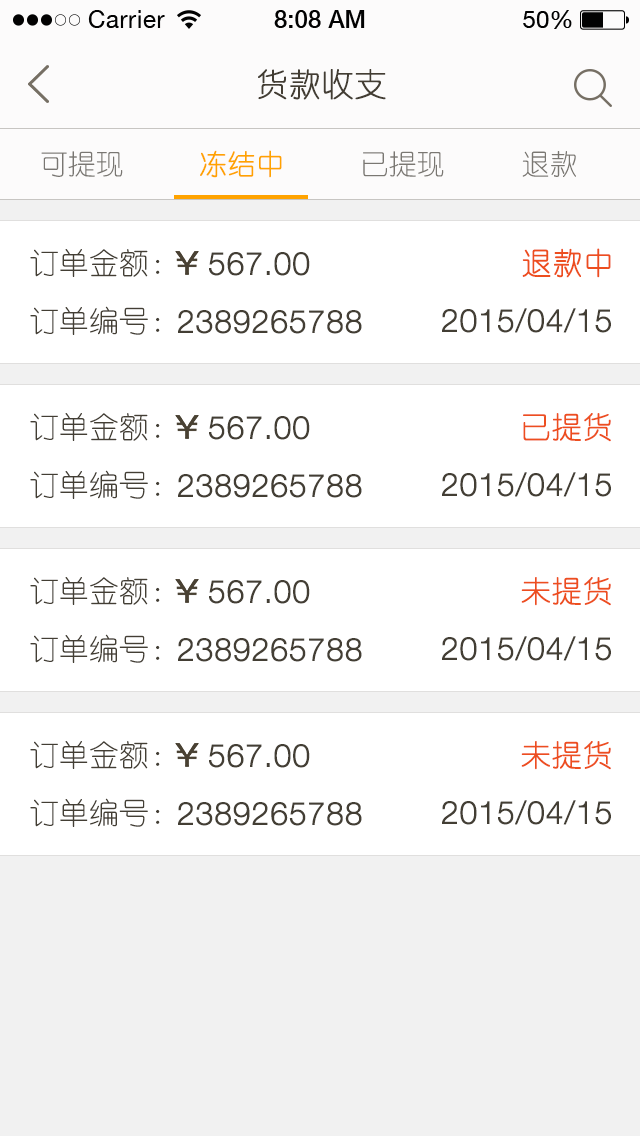 Carrier 8:08 AM 50%
货款收支
可提现 冻结中 已提现 退款
订单金额：¥ 567.00 退款中
订单编号：2389265788 2015/04/15
订单金额：¥ 567.00 已提货
订单编号：2389265788 2015/04/15
订单金额：¥ 567.00 未提货
订单编号：2389265788 2015/04/15
订单金额：¥ 567.00 未提货
订单编号：2389265788 2015/04/15